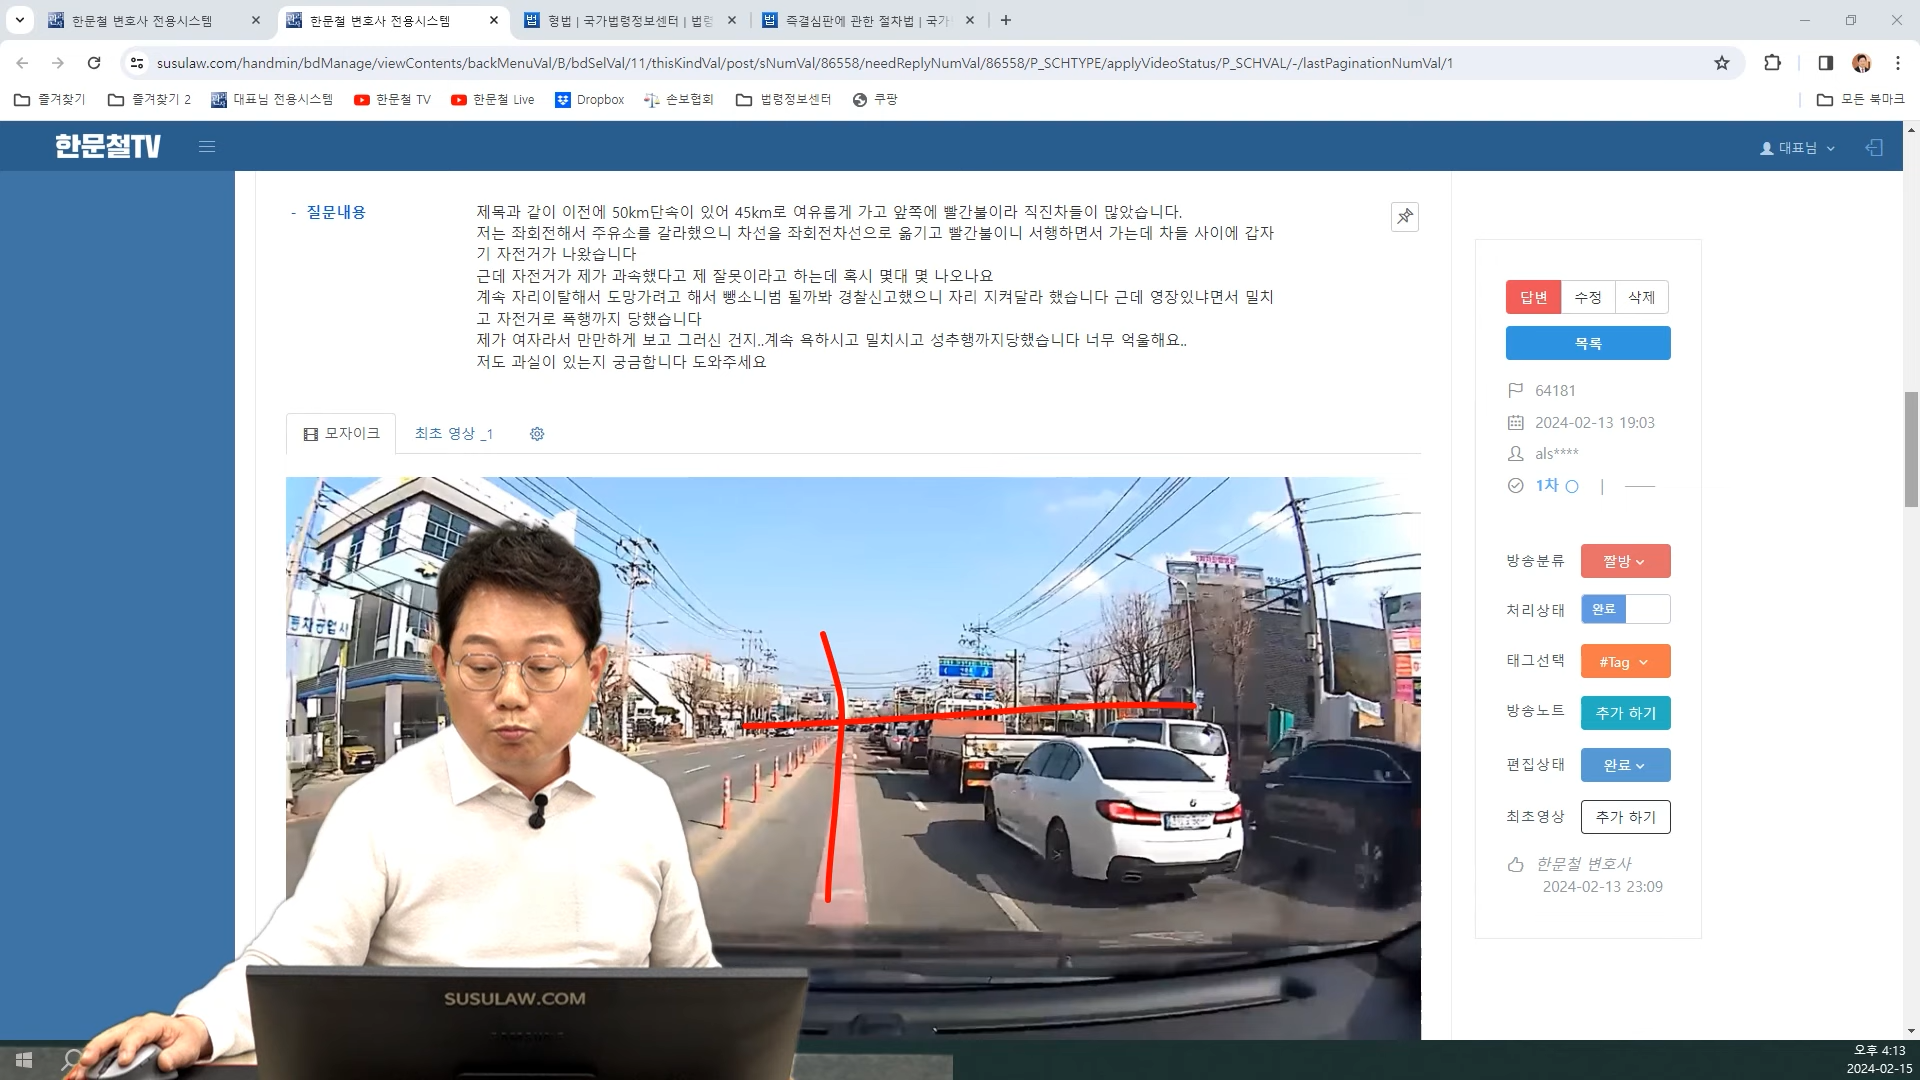 한문철 변호사 전용시스템
한문철 변호사 전용시스템
형법 | 국가법령정보센터 | 법령
즉결심판에 관한 절차법 | 국가
susulaw.com/handmin/bdManage/viewContents/backMenuVal/B/bdSelVal/11/thisKindVal/post/sNumVal/86558/needReplyNumVal/86558/P_SCHTYPE/applyVideoStatus/P_SCHVAL/-/lastPaginationNumVal/1
즐겨찾기
즐겨찾기 2
대표님 전용시스템
한문철 TV
한문철 Live
Dropbox
손보협회
법령정보센터
쿠팡
모든 북마크
한문철TV
대표님
- 질문내용
제목과 같이 이전에 50km단속이 있어 45km로 여유롭게 가고 앞쪽에 빨간불이라 직진차들이 많았습니다.
저는 좌회전해서 주유소를 갈라했으니 차선을 좌회전차선으로 옮기고 빨간불이니 서행하면서 가는데 차들 사이에 갑자
기 자전거가 나왔습니다
근데 자전거가 제가 과속했다고 제 잘못이라고 하는데 혹시 몇대 몇 나오나요
계속 자리이탈해서 도망가려고 해서 뺑소니범 될까봐 경찰신고했으니 자리 지켜달라 했습니다 근데 영장있냐면서 밀치
고 자전거로 폭행까지 당했습니다
제가 여자라서 만만하게 보고 그러신 건지..계속 욕하시고 밀치시고 성추행까지당했습니다 너무 억울해요..
저도 과실이 있는지 궁금합니다 도와주세요
답변
수정
삭제
목록
64181
2024-02-13 19:03
als****
1차 ○ | ——
방송분류
짤방
처리상태
완료
태그선택
#Tag
방송노트
추가 하기
편집상태
완료
최초영상
추가 하기
한문철 변호사
2024-02-13 23:09
모자이크
최초 영상 _1
동차공업사
SUSULAW.COM
오후 4:13
2024-02-15